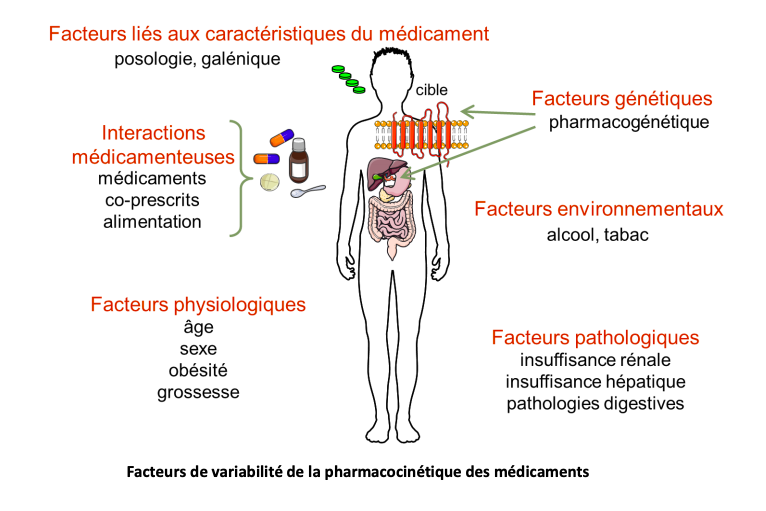 Facteurs liés aux caractéristiques du médicament
posologie, galénique
cible
Facteurs génétiques
pharmacogénétique
Interactions
médicamenteuses
médicaments
co-prescrits
alimentation
Facteurs environnementaux
alcool, tabac
Facteurs physiologiques
âge
sexe
obésité
grossesse
Facteurs pathologiques
insuffisance rénale
insuffisance hépatique
pathologies digestives
Facteurs de variabilité de la pharmacocinétique des médicaments